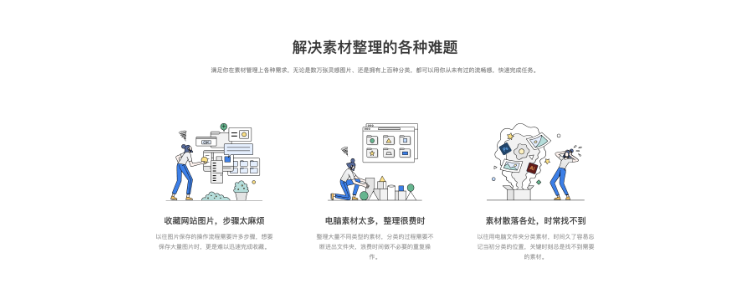 解决素材整理的各种难题
满足你在素材整理上各种需求，无论是数万张灵感图片，还是拥有上百种分类，都可以用你从未有过的流畅感，快速完成任务。
收藏网站图片，步骤太麻烦
以往图片保存的操作流程需要许多步骤，想要
保存大量图片时，更是难以迅速完成收藏。
电脑素材太多，整理很费时
整理大量不同类型的素材，分类的过程需要不
断进出文件夹，浪费时间做不必要的重复操
作。
素材散落各处，时常找不到
以往用电脑文件夹分类素材，时间久了容易忘
记当初分类的位置，关键时刻总是找不到需要
的素材。